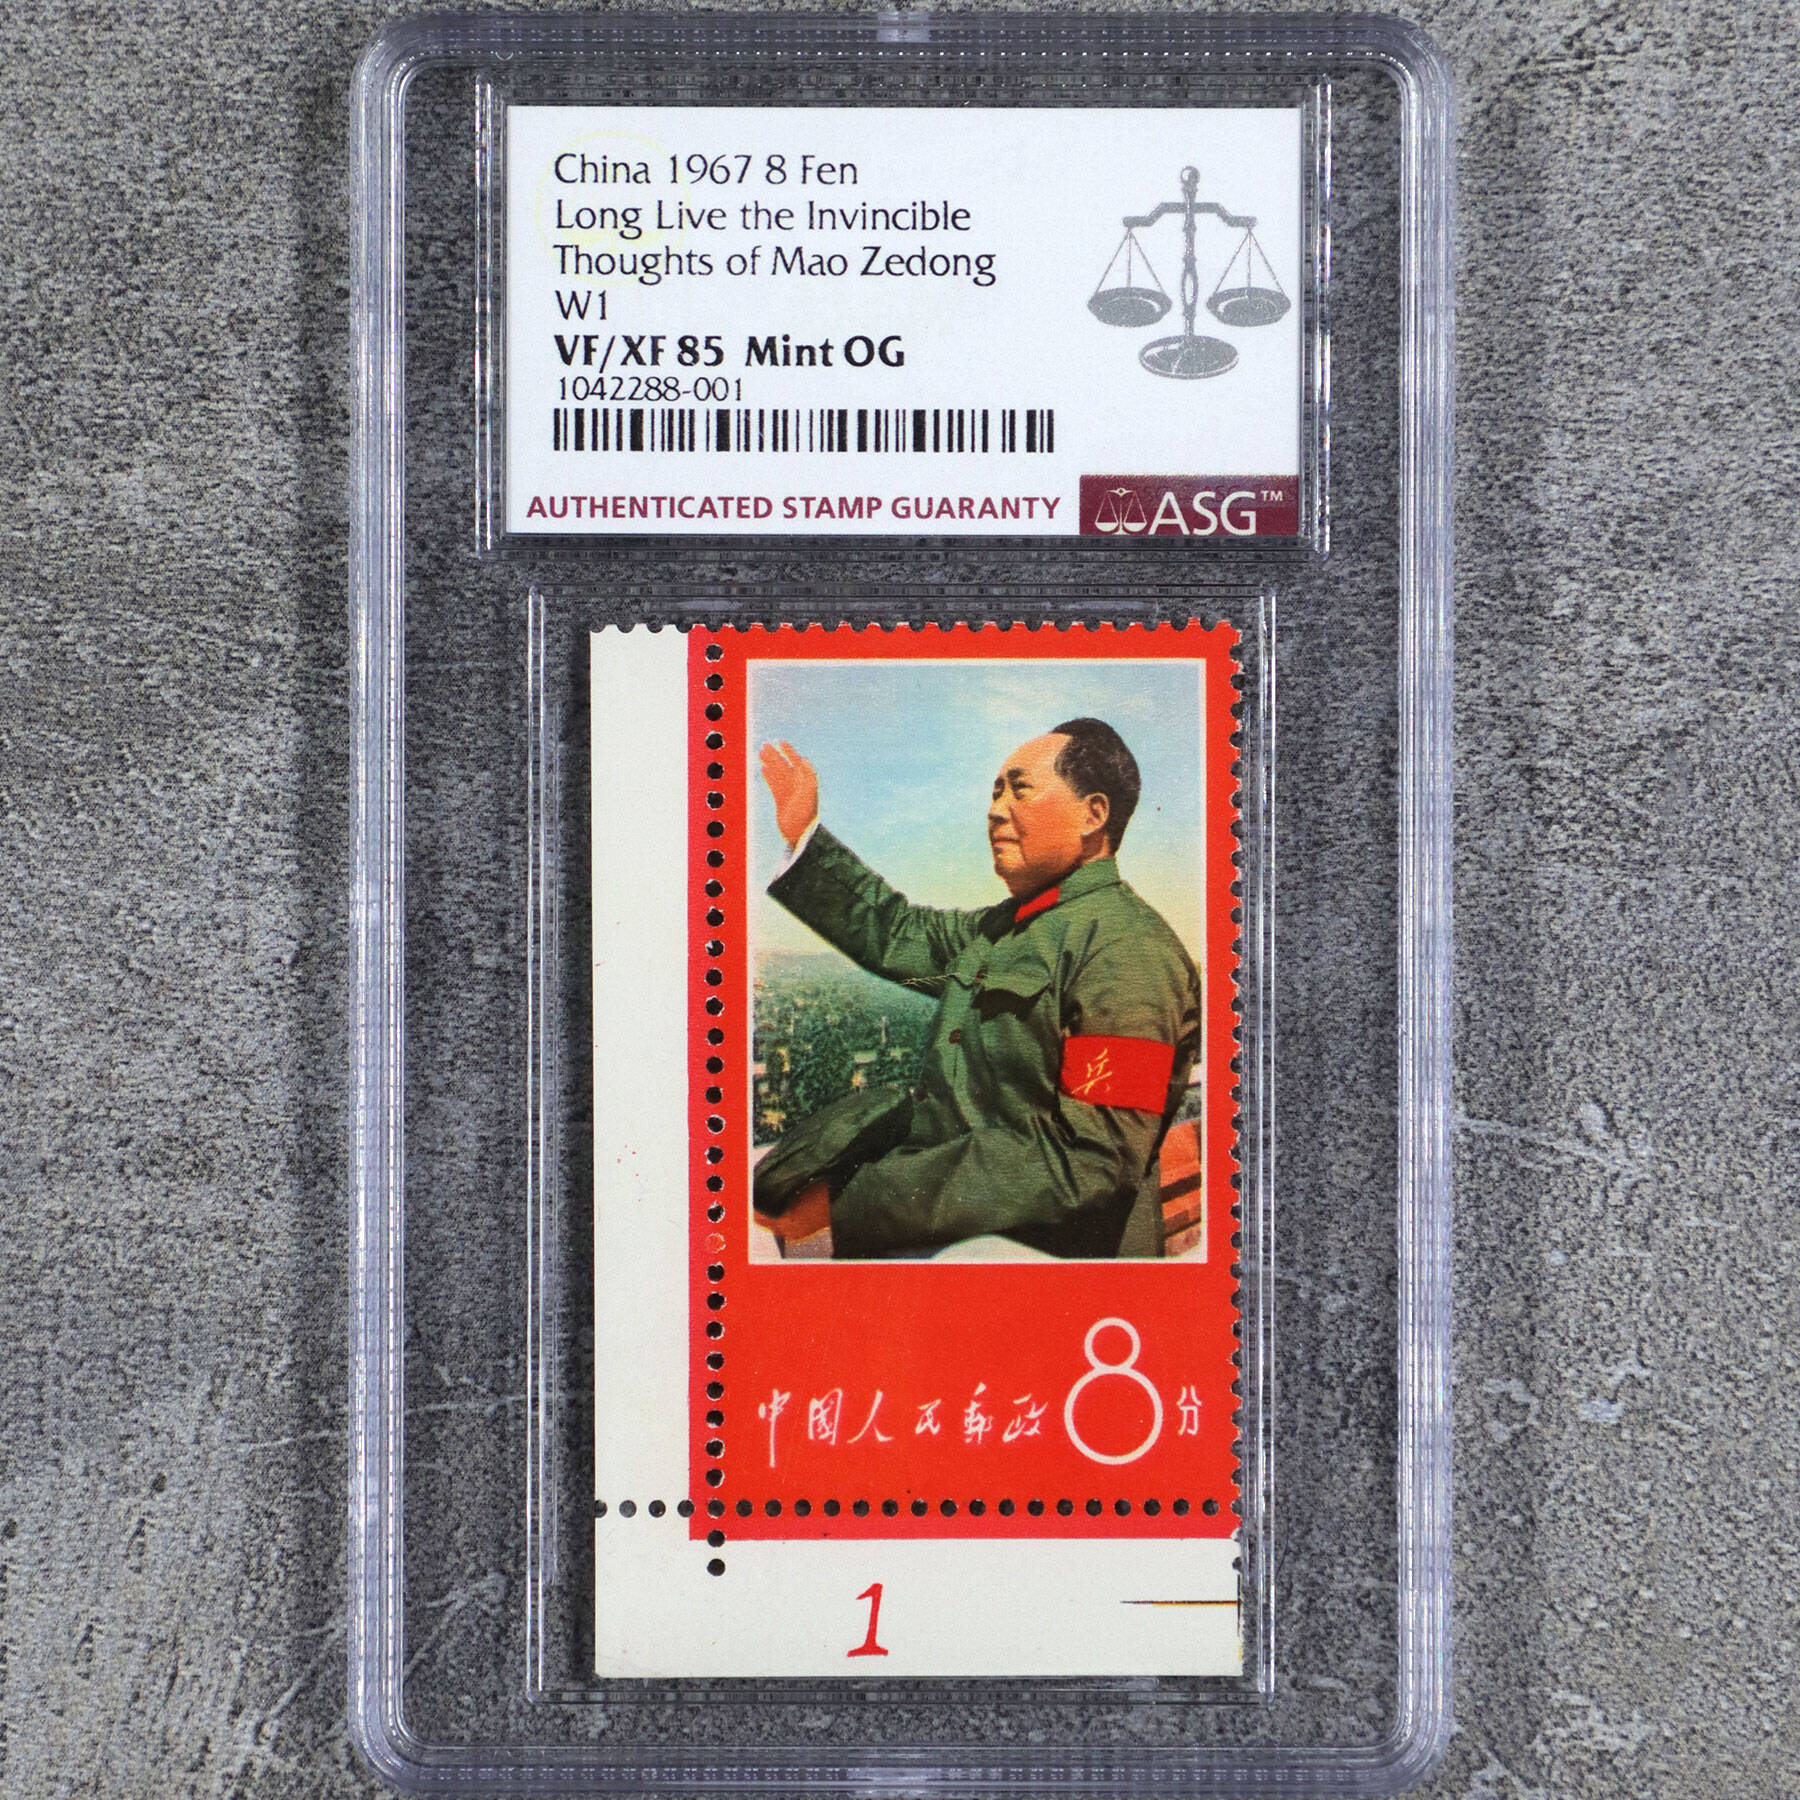 China 1967 8 Fen
Long Live the Invincible
Thoughts of Mao Zedong
W1
VF/XF 85 Mint OG
1042288-001
AUTHENTICATED STAMP GUARANTY
ASG™
兵
中国人民邮政 8分
1